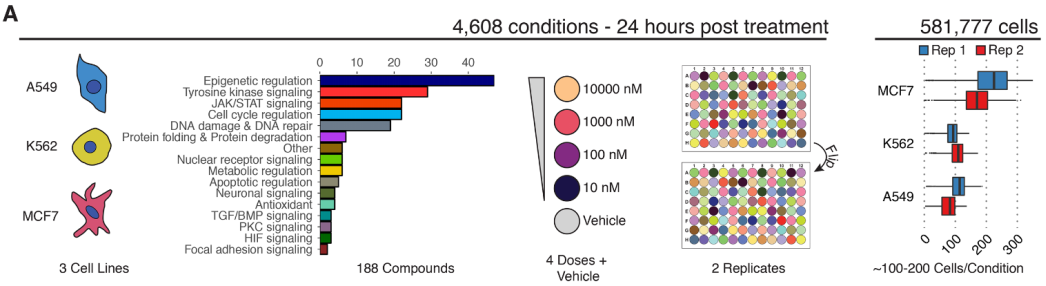 A
4,608 conditions - 24 hours post treatment
581,777 cells
A549
K562
MCF7
3 Cell Lines
0 10 20 30 40
Epigenetic regulation
Tyrosine kinase signaling
JAK/STAT signaling
Cell cycle regulation
DNA damage & DNA repair
Protein folding & Protein degradation
Other
Nuclear receptor signaling
Metabolic regulation
Apoptotic regulation
Neuronal signaling
Antioxidant
TGF/BMP signaling
PKC signaling
HIF signaling
Focal adhesion signaling
188 Compounds
10000 nM
1000 nM
100 nM
10 nM
Vehicle
4 Doses +
Vehicle
Flip
2 Replicates
Rep 1 Rep 2
MCF7
K562
A549
0 100 200 300
~100-200 Cells/Condition